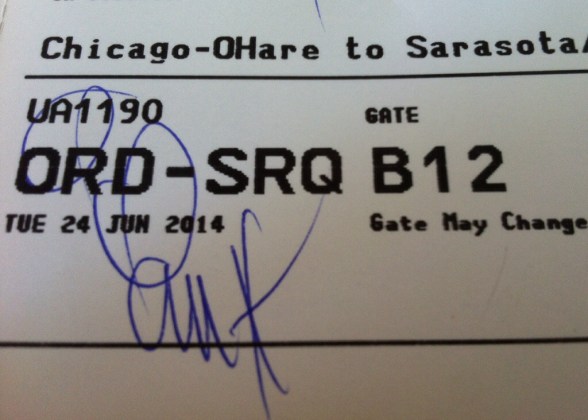 Chicago-OHare to Sarasota/
UA1190
GATE
ORD-SRQ B12
TUE 24 JUN 2014
Gate May Change